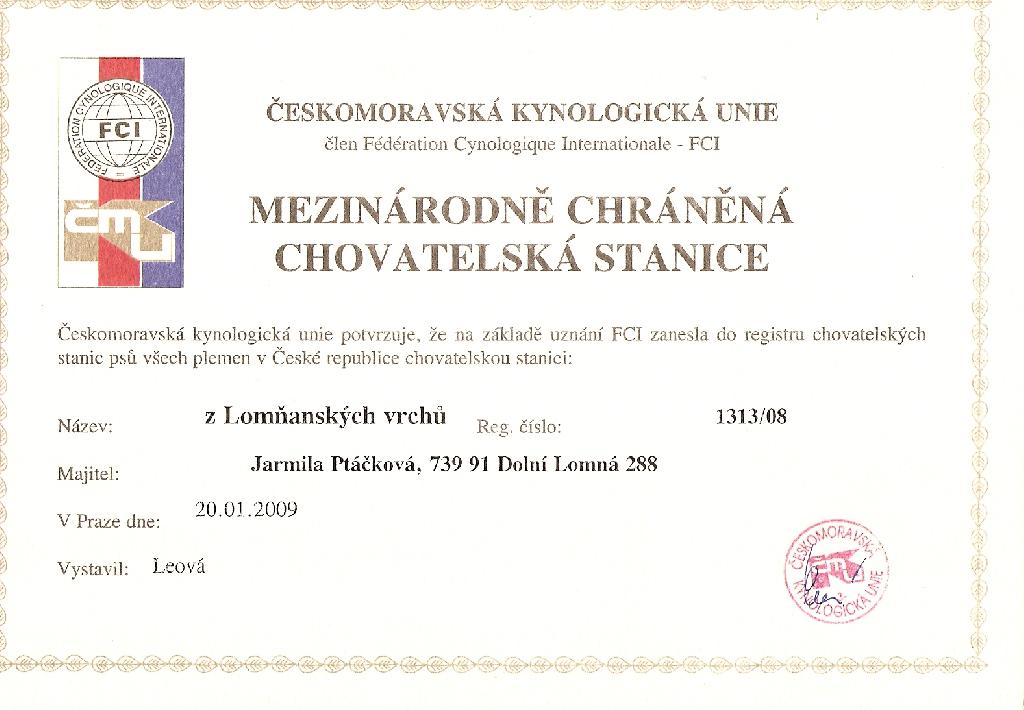 FEDERATION CYNOLOGIQUE INTERNATIONALE
FCI
ČMKU
ČESKOMORAVSKÁ KYNOLOGICKÁ UNIE
člen Fédération Cynologique Internationale - FCI
MEZINÁRODNĚ CHRÁNĚNÁ
CHOVATELSKÁ STANICE
Českomoravská kynologická unie potvrzuje, že na základě uznání FCI zanesla do registru chovatelských
stanic psů všech plemen v České republice chovatelskou stanici:
Název: z Lomňanských vrchů Reg. číslo: 1313/08
Majitel: Jarmila Ptáčková, 739 91 Dolní Lomná 288
V Praze dne: 20.01.2009
Vystavil: Leová
ČESKOMORAVSKÁ
KYNOLOGICKÁ UNIE